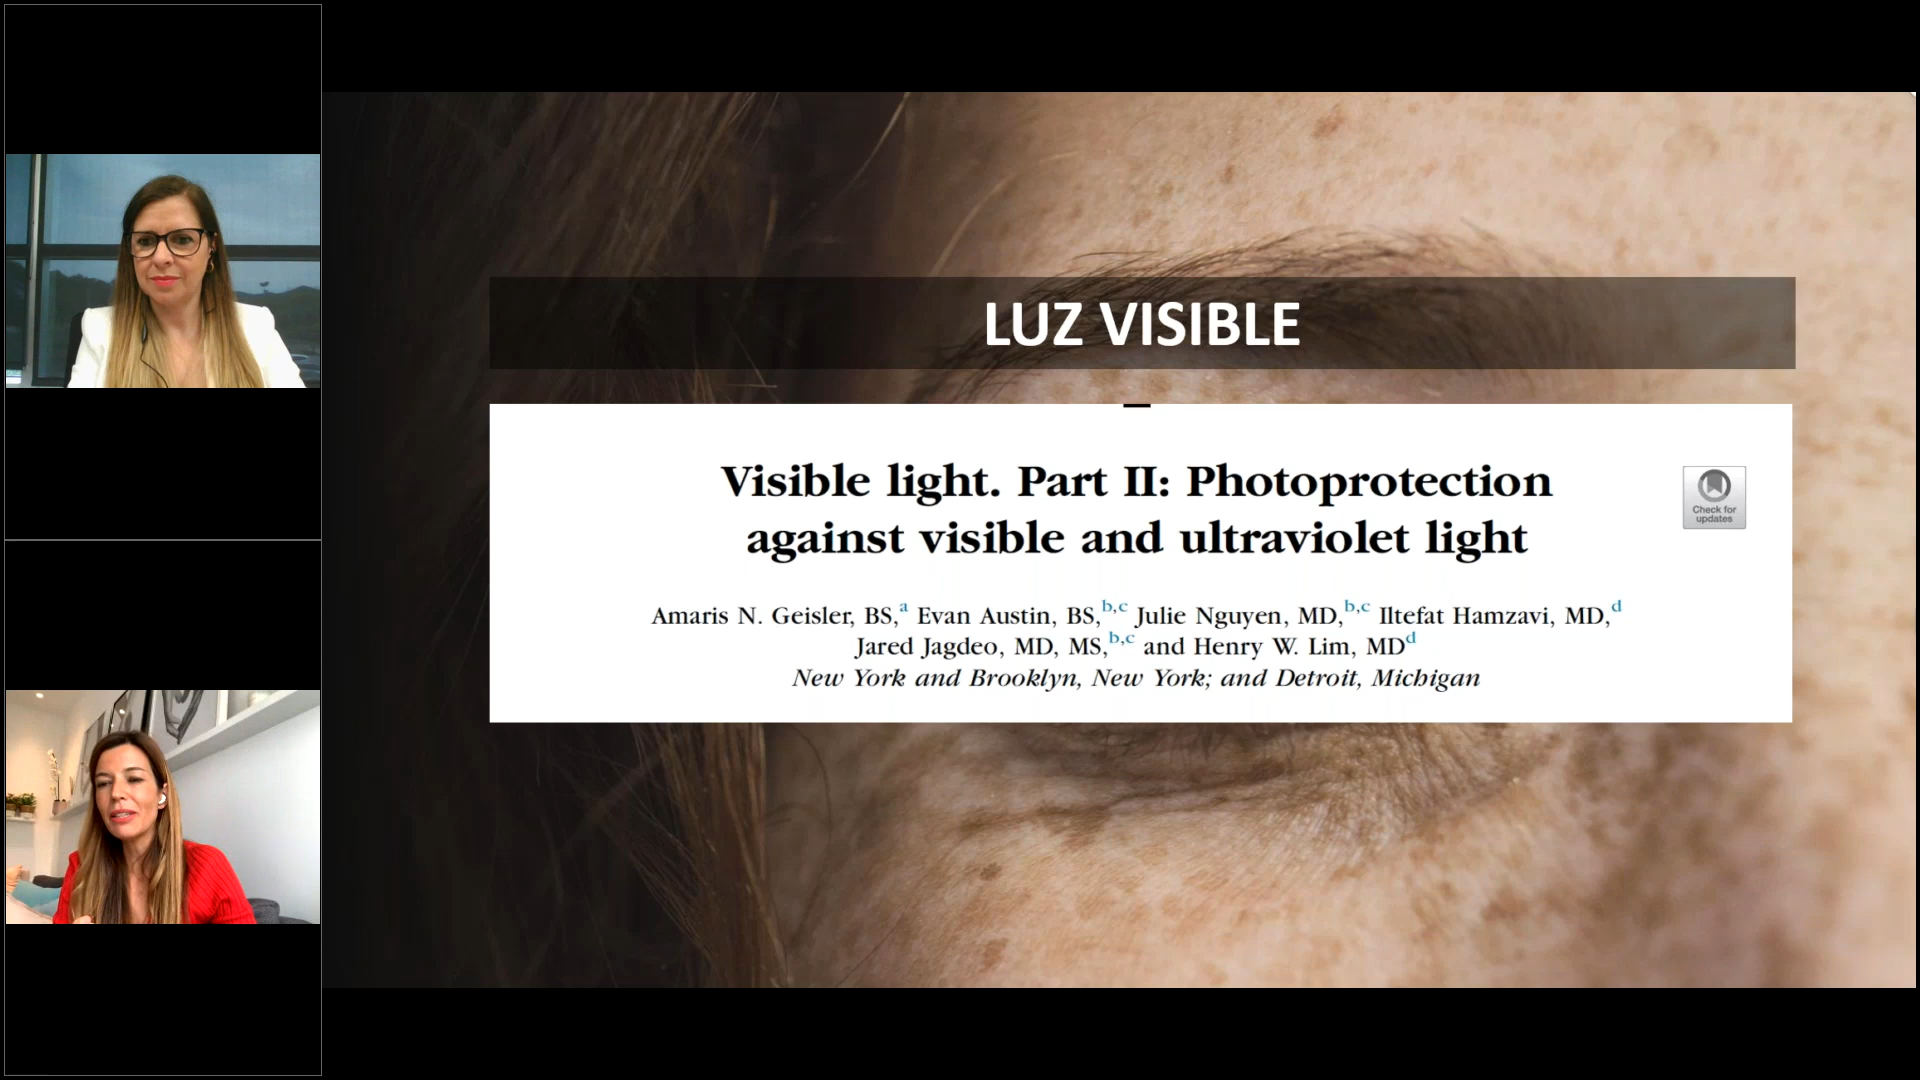 LUZ VISIBLE
Visible light. Part II: Photoprotection
against visible and ultraviolet light
Check for
updates
Amaris N. Geisler, BS,a Evan Austin, BS,b,c Julie Nguyen, MD,b,c Iltefat Hamzavi, MD,d
Jared Jagdeo, MD, MS,b,c and Henry W. Lim, MDd
New York and Brooklyn, New York; and Detroit, Michigan